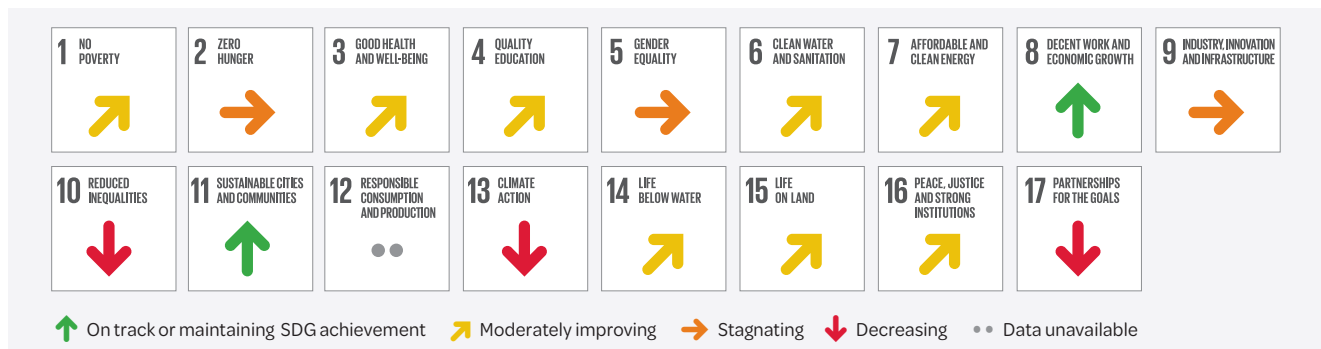 1 NO
POVERTY
2 ZERO
HUNGER
3 GOOD HEALTH
AND WELL-BEING
4 QUALITY
EDUCATION
5 GENDER
EQUALITY
6 CLEAN WATER
AND SANITATION
7 AFFORDABLE AND
CLEAN ENERGY
8 DECENT WORK AND
ECONOMIC GROWTH
9 INDUSTRY, INNOVATION
AND INFRASTRUCTURE
10 REDUCED
INEQUALITIES
11 SUSTAINABLE CITIES
AND COMMUNITIES
12 RESPONSIBLE
CONSUMPTION
AND PRODUCTION
13 CLIMATE
ACTION
14 LIFE
BELOW WATER
15 LIFE
ON LAND
16 PEACE, JUSTICE
AND STRONG
INSTITUTIONS
17 PARTNERSHIPS
FOR THE GOALS
On track or maintaining SDG achievement Moderately improving Stagnating Decreasing Data unavailable